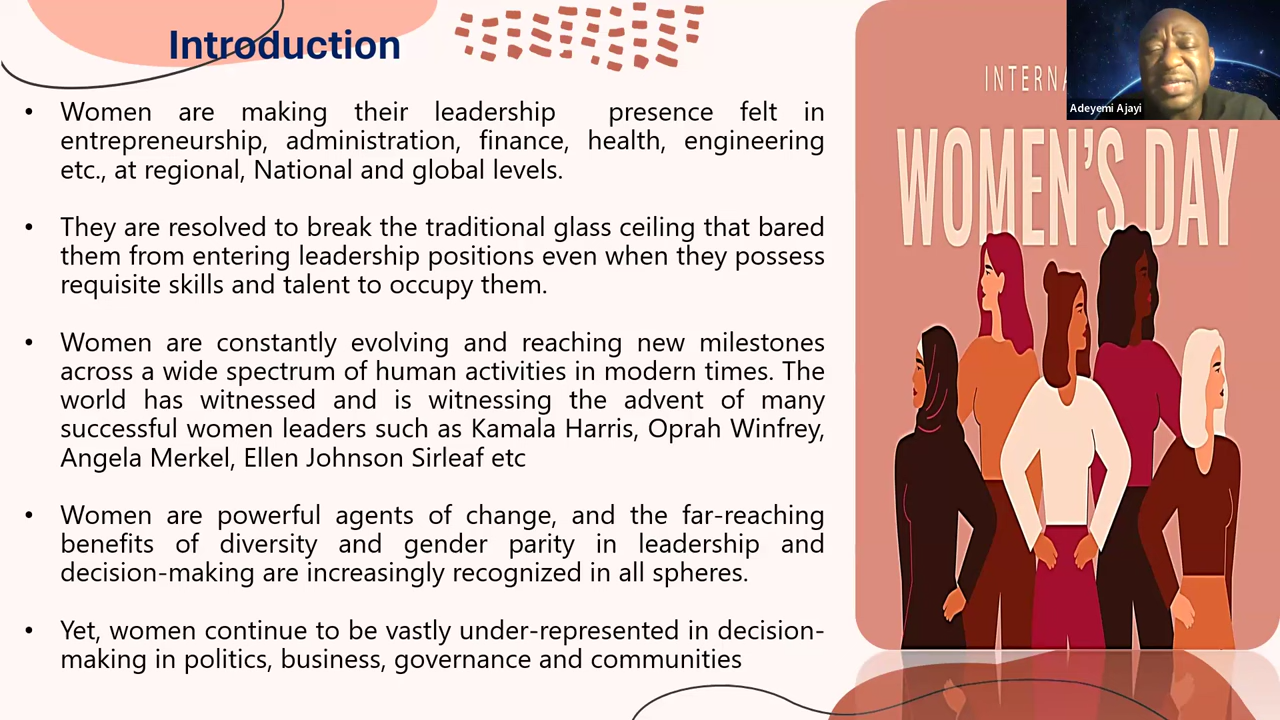 Introduction
• Women are making their leadership presence felt in
entrepreneurship, administration, finance, health, engineering
etc., at regional, National and global levels.
• They are resolved to break the traditional glass ceiling that bared
them from entering leadership positions even when they possess
requisite skills and talent to occupy them.
• Women are constantly evolving and reaching new milestones
across a wide spectrum of human activities in modern times. The
world has witnessed and is witnessing the advent of many
successful women leaders such as Kamala Harris, Oprah Winfrey,
Angela Merkel, Ellen Johnson Sirleaf etc
• Women are powerful agents of change, and the far-reaching
benefits of diversity and gender parity in leadership and
decision-making are increasingly recognized in all spheres.
• Yet, women continue to be vastly under-represented in decision-
making in politics, business, governance and communities
INTERNA
WOMEN'S DAY
Adeyemi Ajayi